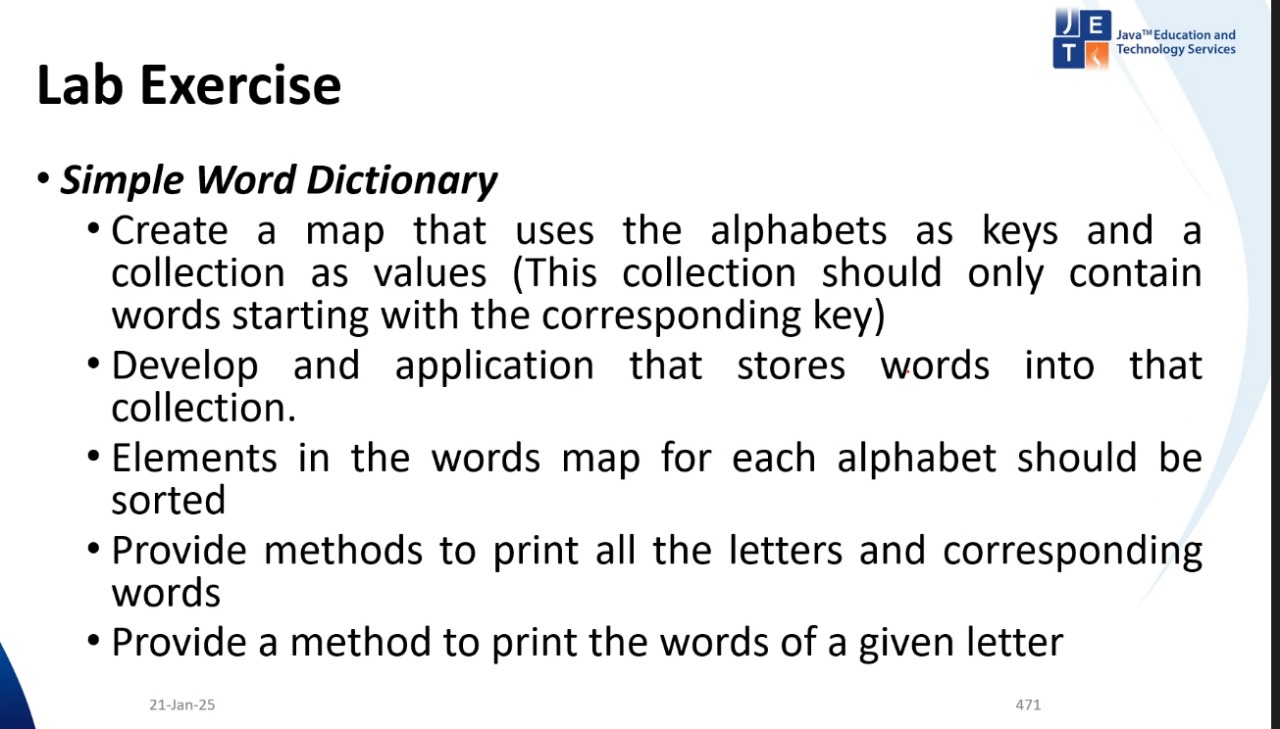 J E
T
Java™Education and
Technology Services
Lab Exercise
• Simple Word Dictionary
• Create a map that uses the alphabets as keys and a
collection as values (This collection should only contain
words starting with the corresponding key)
• Develop and application that stores words into that
collection.
• Elements in the words map for each alphabet should be
sorted
• Provide methods to print all the letters and corresponding
words
• Provide a method to print the words of a given letter
21-Jan-25
471